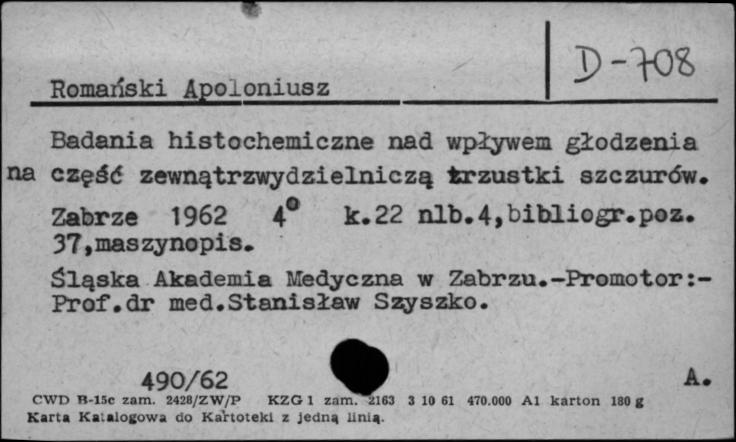 D-708
Romański Apoloniusz
Badania histochemiczne nad wpływem głodzenia
na część zewnątrzwydzielniczą trzustki szczurów.
Zabrze 1962 4° k.22 nlb.4,bibliogr.poz.
37,maszynopis.
Śląska Akademia Medyczna w Zabrzu.-Promotor:-
Prof.dr med.Stanisław Szyszko.
490/62 A.
CWD B-15c zam. 2428/ZW/P KZG 1 zam. 2163 3 10 61 470.000 A1 karton 180 g
Karta Katalogowa do Kartoteki z jedną linią.